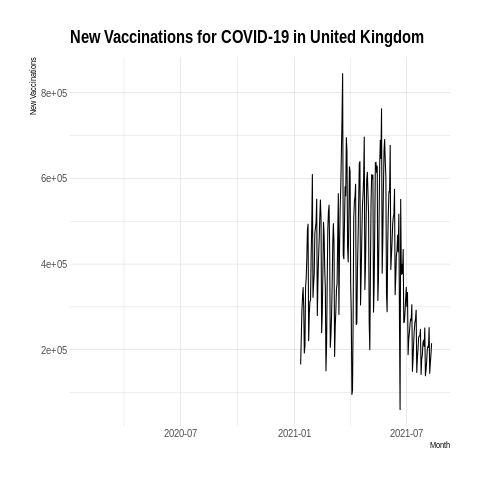 New Vaccinations for COVID-19 in United Kingdom
New Vaccinations
8e+05
6e+05
4e+05
2e+05
2020-07
2021-01
2021-07
Month